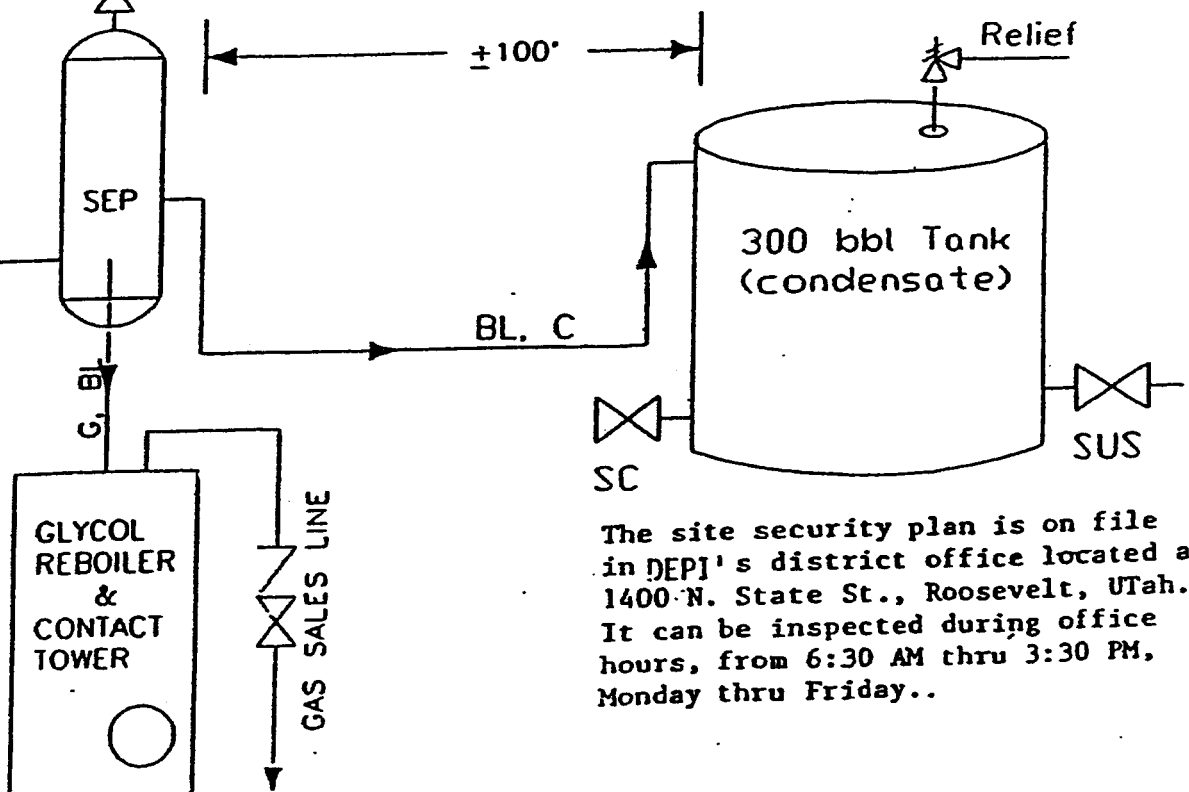 ±100'
Relief
SEP
300 bbl Tank
(condensate)
BL, C
G, BL
SC
SUS
GLYCOL
REBOILER
&
CONTACT
TOWER
GAS SALES LINE
The site security plan is on file
in DEPI's district office located a
1400 N. State St., Roosevelt, UTah.
It can be inspected during office
hours, from 6:30 AM thru 3:30 PM,
Monday thru Friday..